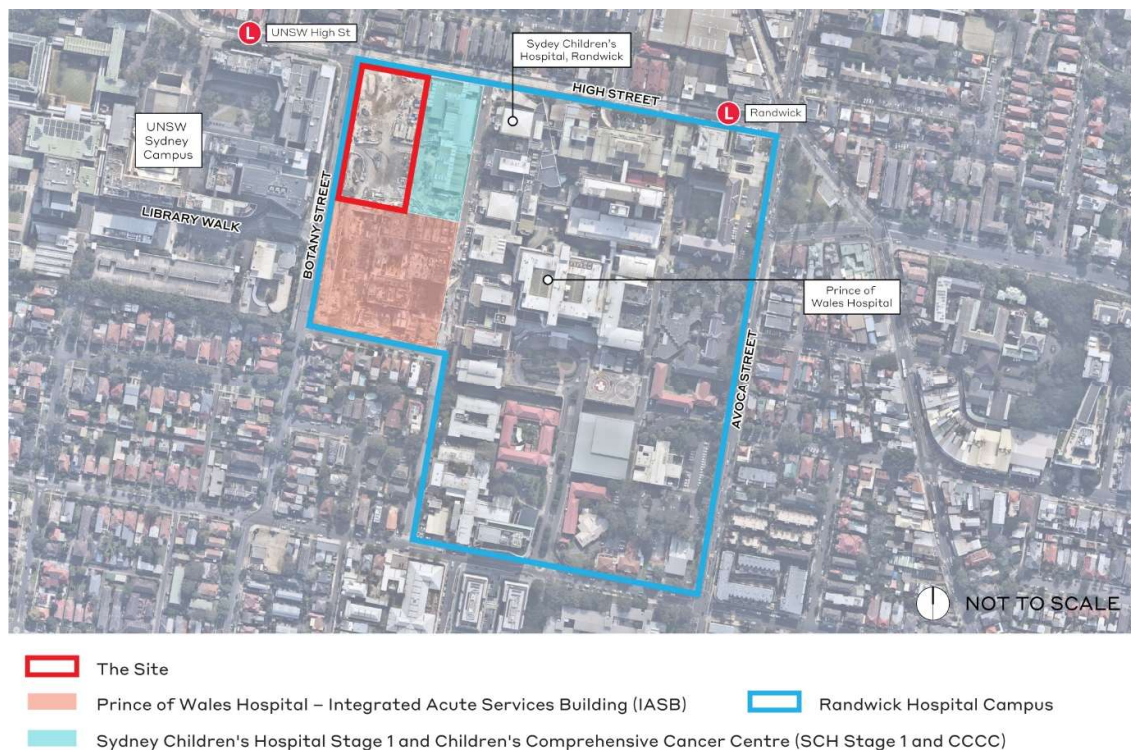 L UNSW High St
Sydey Children's
Hospital, Randwick
HIGH STREET
L Randwick
UNSW
Sydney
Campus
LIBRARY WALK
BOTANY STREET
Prince of
Wales Hospital
AVOCA STREET
NOT TO SCALE
The Site
Prince of Wales Hospital – Integrated Acute Services Building (IASB)
Randwick Hospital Campus
Sydney Children's Hospital Stage 1 and Children's Comprehensive Cancer Centre (SCH Stage 1 and CCCC)